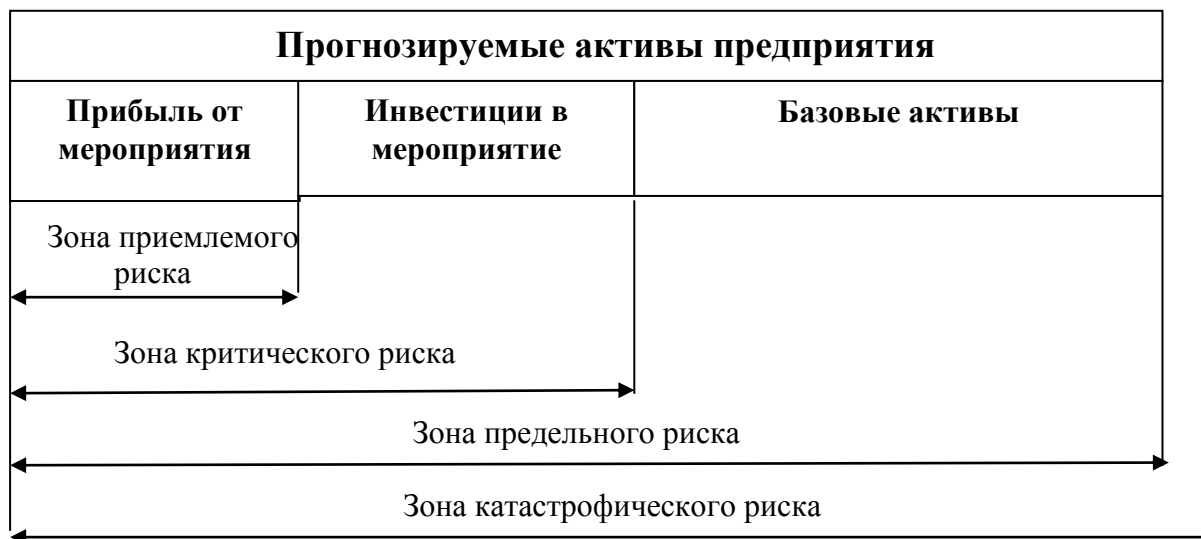 Прогнозируемые активы предприятия
Прибыль от
мероприятия
Инвестиции в
мероприятие
Базовые активы
Зона приемлемого
риска
Зона критического риска
Зона предельного риска
Зона катастрофического риска